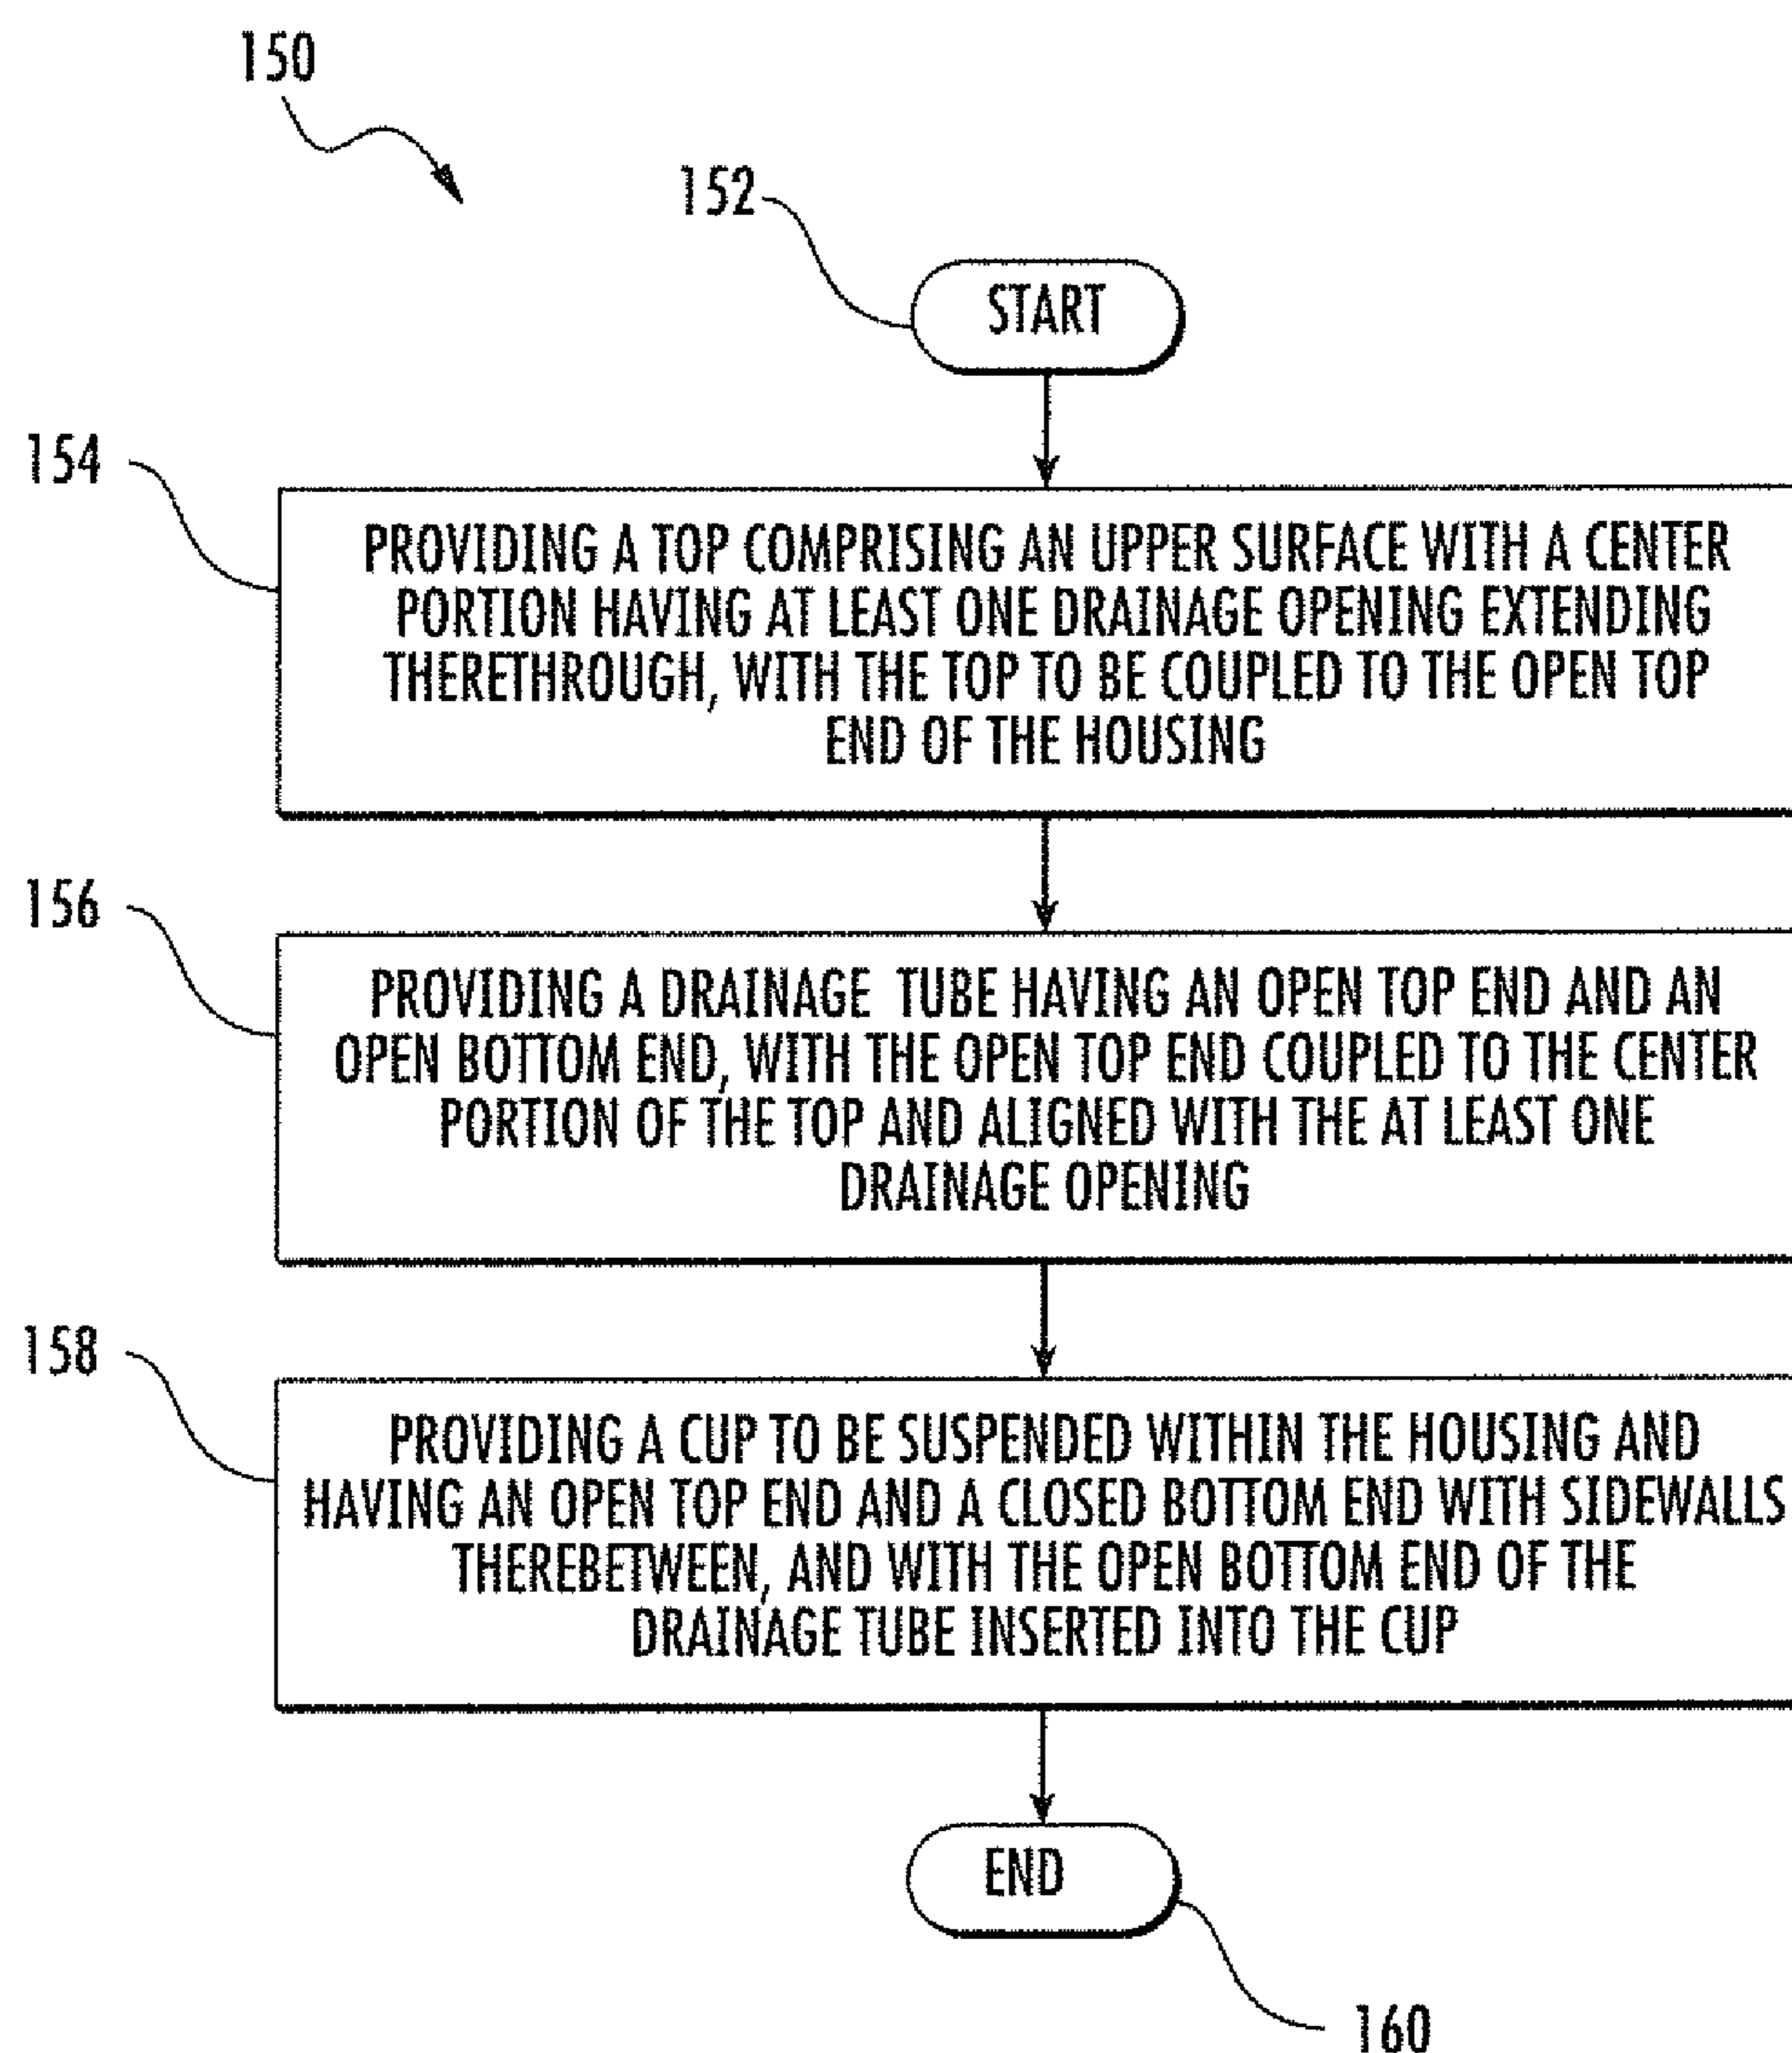 150
152
START
154
PROVIDING A TOP COMPRISING AN UPPER SURFACE WITH A CENTER
PORTION HAVING AT LEAST ONE DRAINAGE OPENING EXTENDING
THERETHROUGH, WITH THE TOP TO BE COUPLED TO THE OPEN TOP
END OF THE HOUSING
156
PROVIDING A DRAINAGE TUBE HAVING AN OPEN TOP END AND AN
OPEN BOTTOM END, WITH THE OPEN TOP END COUPLED TO THE CENTER
PORTION OF THE TOP AND ALIGNED WITH THE AT LEAST ONE
DRAINAGE OPENING
158
PROVIDING A CUP TO BE SUSPENDED WITHIN THE HOUSING AND
HAVING AN OPEN TOP END AND A CLOSED BOTTOM END WITH SIDEWALLS
THEREBETWEEN, AND WITH THE OPEN BOTTOM END OF THE
DRAINAGE TUBE INSERTED INTO THE CUP
END
160